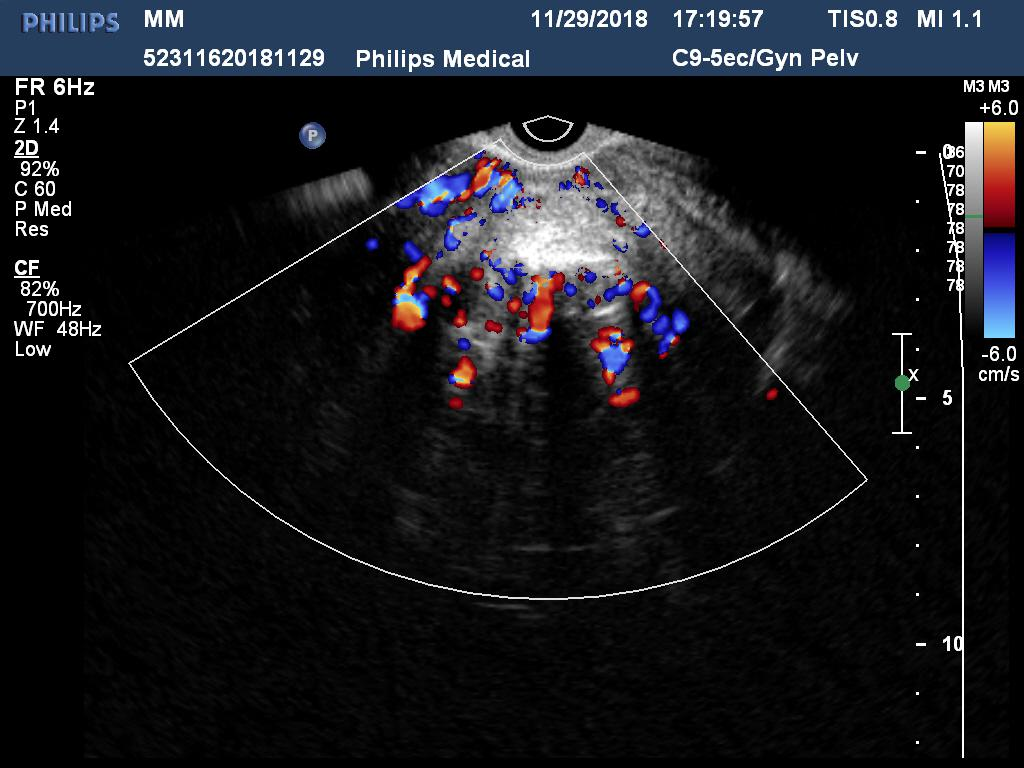 PHILIPS
MM
11/29/2018 17:19:57
TIS0.8 MI 1.1
52311620181129 Philips Medical
C9-5ec/Gyn Pelv
FR 6Hz
P1
Z 1.4
2D
92%
C 60
P Med
Res
CF
82%
700Hz
WF 48Hz
Low
P
M3 M3
+6.0
0
70
78
78
78
78
78
-6.0
cm/s
x
5
10